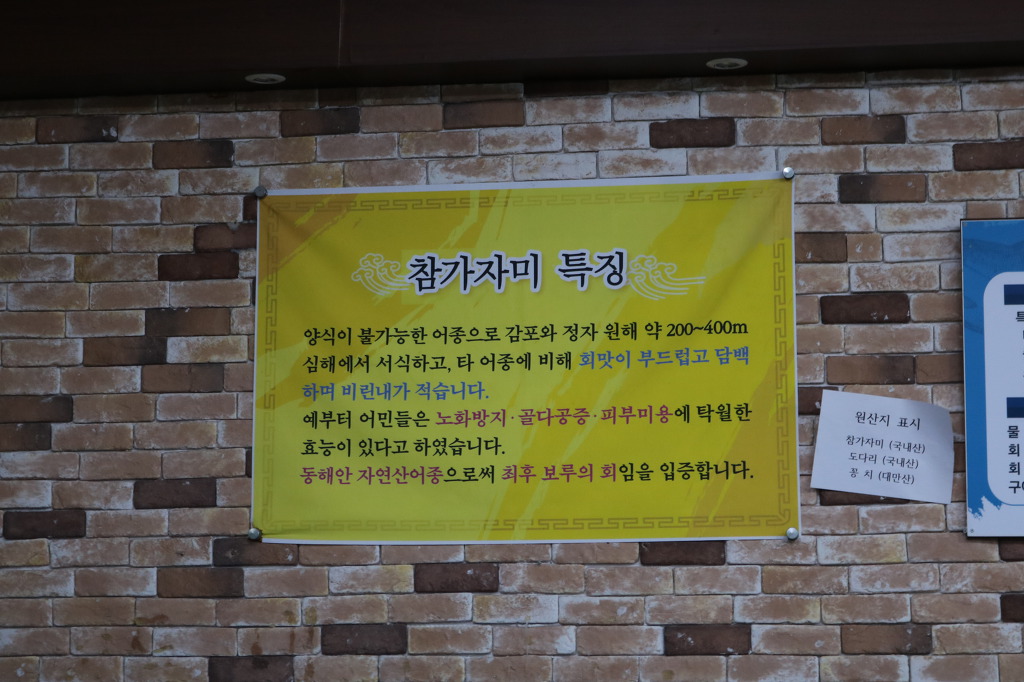 참가자미 특징
양식이 불가능한 어종으로 감포와 정자 원해 약 200~400m
심해에서 서식하고, 타 어종에 비해 회맛이 부드럽고 담백
하며 비린내가 적습니다.
예부터 어민들은 노화방지·골다공증·피부미용에 탁월한
효능이 있다고 하였습니다.
동해안 자연산어종으로써 최후 보루의 회임을 입증합니다.
원산지 표시
참가자미 (국내산)
도다리 (국내산)
꽁 치 (대만산)
특
물
회
회
구